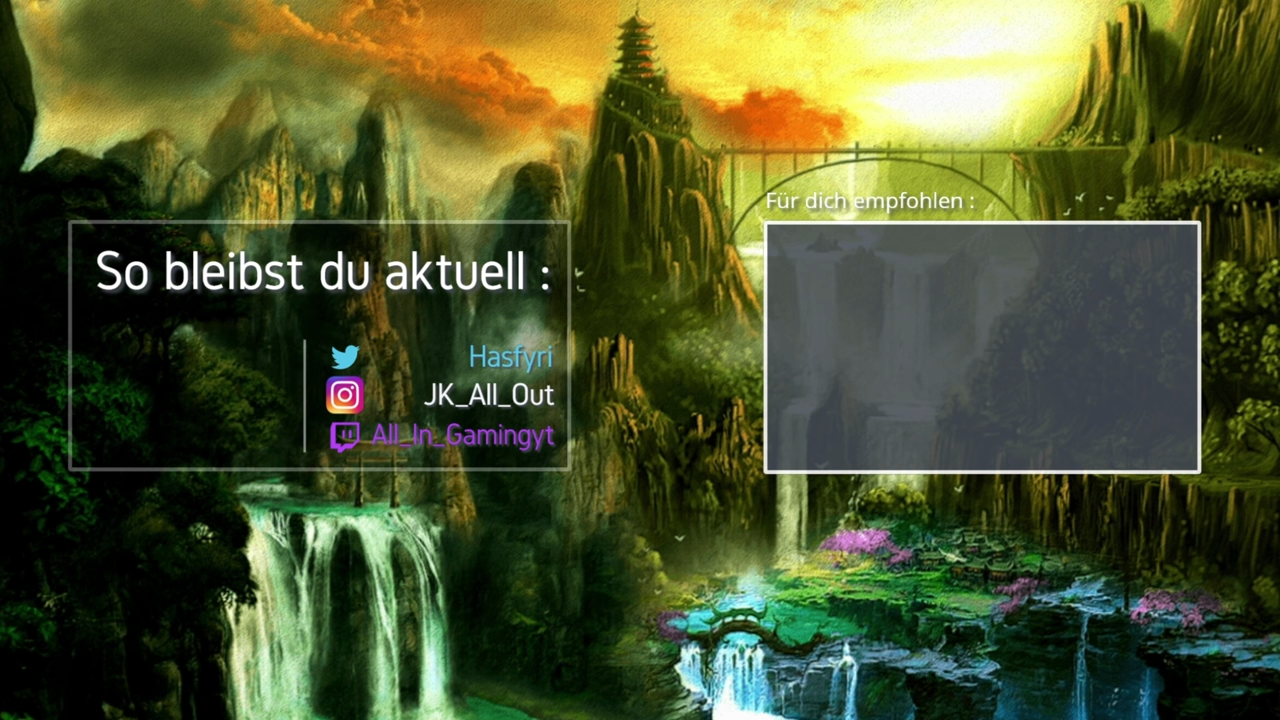 So bleibst du aktuell :
Hasfyri
JK_All_Out
All_In_Gamingyt
Für dich empfohlen :